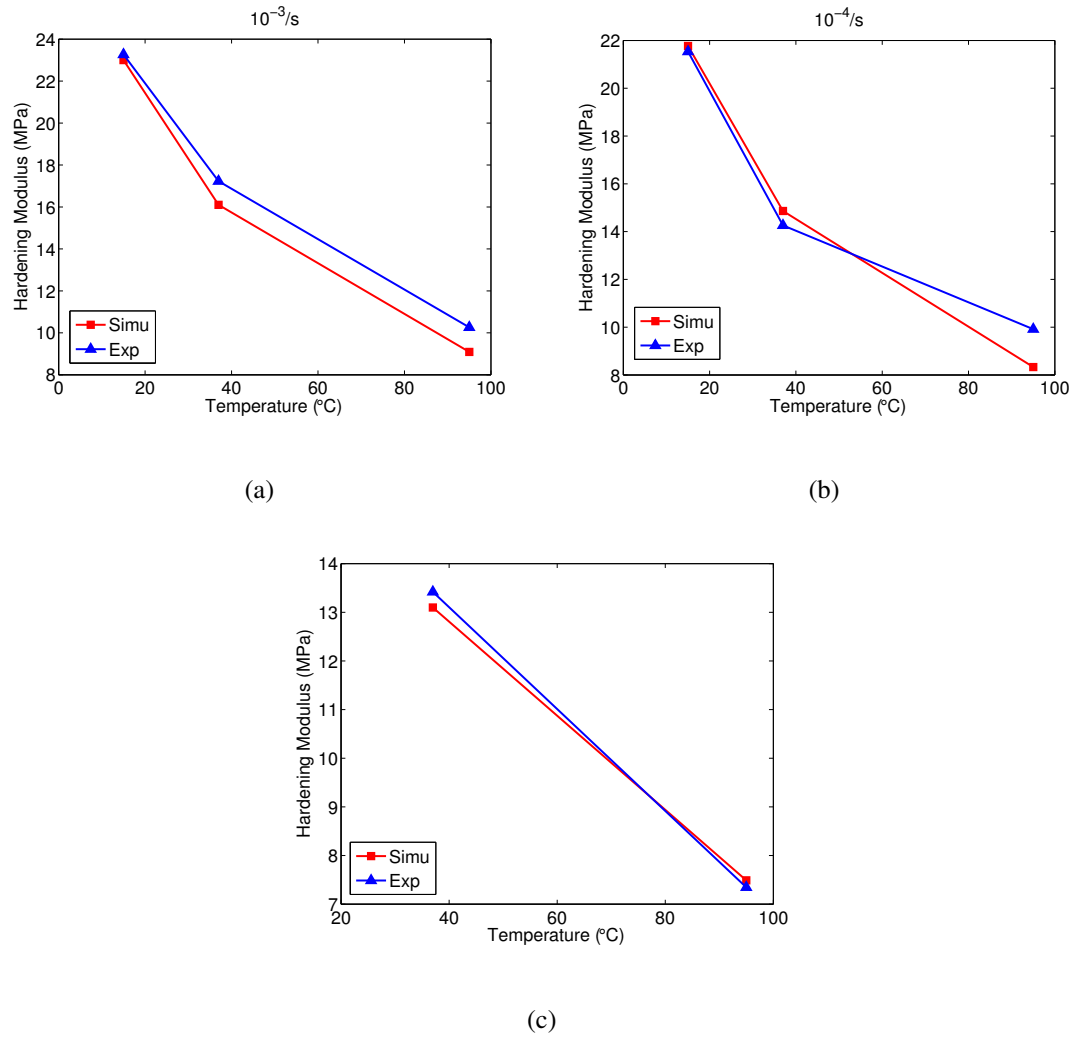 10⁻³/s
24
22
20
18
16
14
12
10
8
Hardening Modulus (MPa)
Simu
Exp
0 20 40 60 80 100
Temperature (°C)
(a)
10⁻⁴/s
22
20
18
16
14
12
10
8
Hardening Modulus (MPa)
Simu
Exp
0 20 40 60 80 100
Temperature (°C)
(b)
14
13
12
11
10
9
8
7
Hardening Modulus (MPa)
Simu
Exp
20 40 60 80 100
Temperature (°C)
(c)